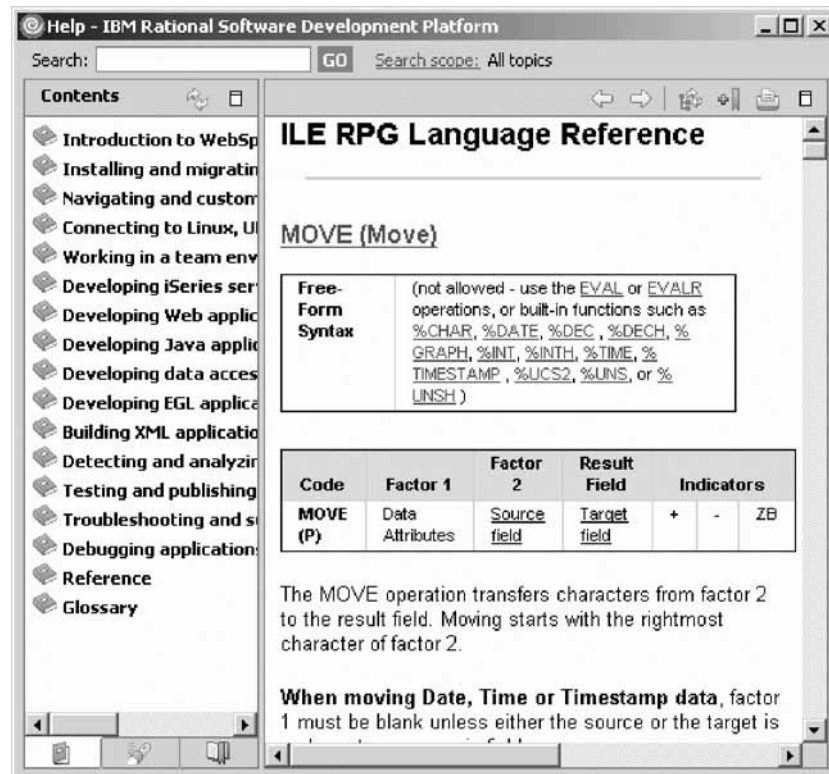 Help - IBM Rational Software Development Platform
Search: GO Search scope: All topics
Contents
Introduction to WebSp
Installing and migratin
Navigating and custom
Connecting to Linux, U
Working in a team env
Developing iSeries ser
Developing Web applic
Developing Java applic
Developing data acces
Developing EGL applica
Building XML applicatio
Detecting and analyzin
Testing and publishing
Troubleshooting and s
Debugging application
Reference
Glossary
ILE RPG Language Reference
MOVE (Move)
Free-Form Syntax
(not allowed - use the EVAL or EVALR
operations, or built-in functions such as
%CHAR, %DATE, %DEC , %DECH, %
GRAPH, %INT, %INTH, %TIME, %
TIMESTAMP , %UCS2, %UNS, or %
UNSH )
Code Factor 1 Factor 2 Result Field Indicators
MOVE (P) Data Attributes Source field Target field + - ZB
The MOVE operation transfers characters from factor 2
to the result field. Moving starts with the rightmost
character of factor 2.
When moving Date, Time or Timestamp data, factor
1 must be blank unless either the source or the target is